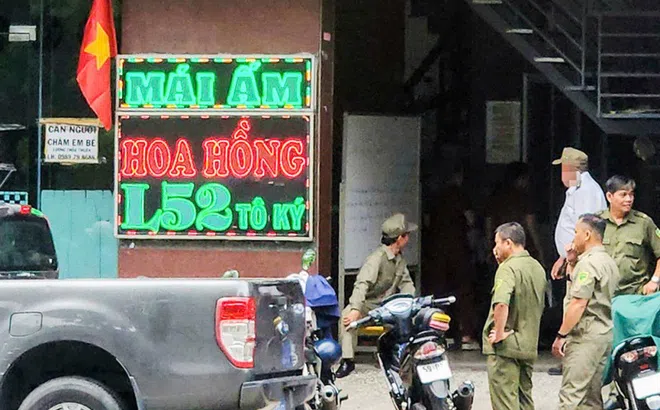 MÁI ẤM
HOA HỒNG
L52 TÔ KÝ
CẦN NGƯỜI
CHĂM EM BÉ